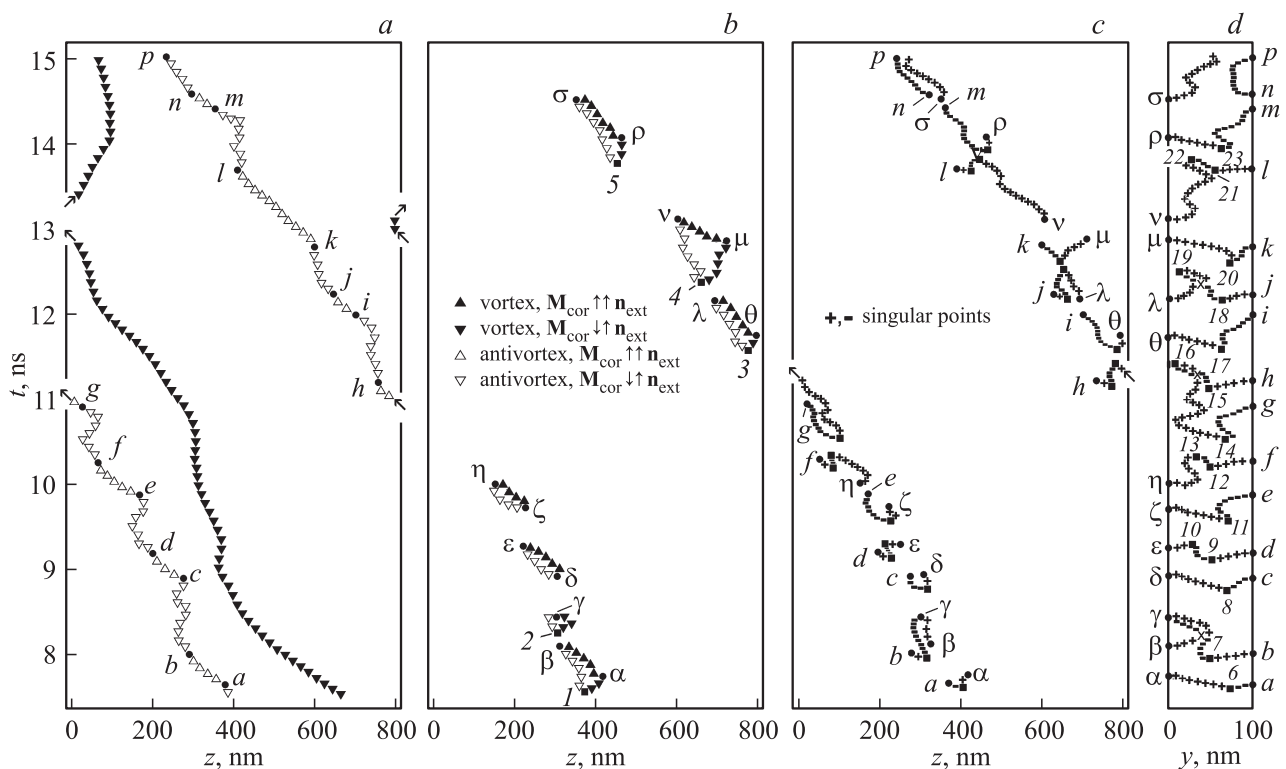 a
b
c
d
15
14
13
12
11
10
9
8
t, ns
p
n
m
l
k
j
i
h
g
f
e
d
c
b
a
0
200
400
600
800
z, nm
σ
ρ
5
ν
μ
4
λ
θ
3
▲ vortex, M_cor ↑↑ n_ext
▼ vortex, M_cor ↓↑ n_ext
△ antivortex, M_cor ↑↑ n_ext
▽ antivortex, M_cor ↓↑ n_ext
η
ζ
ε
δ
γ
2
β
α
1
0
200
400
600
800
z, nm
p
n
m
σ
ρ
l
ν
k
μ
j
λ
i
θ
+,- singular points
h
g
f
η
e
ζ
ε
d
c
δ
γ
β
b
a
α
0
200
400
600
800
z, nm
p
σ
n
m
ρ
22
23
l
21
ν
μ
19
20
k
λ
18
j
i
θ
16
17
h
15
g
13
14
f
η
12
e
ζ
10
11
ε
9
d
δ
c
8
γ
β
7
b
α
6
a
0
100
y, nm